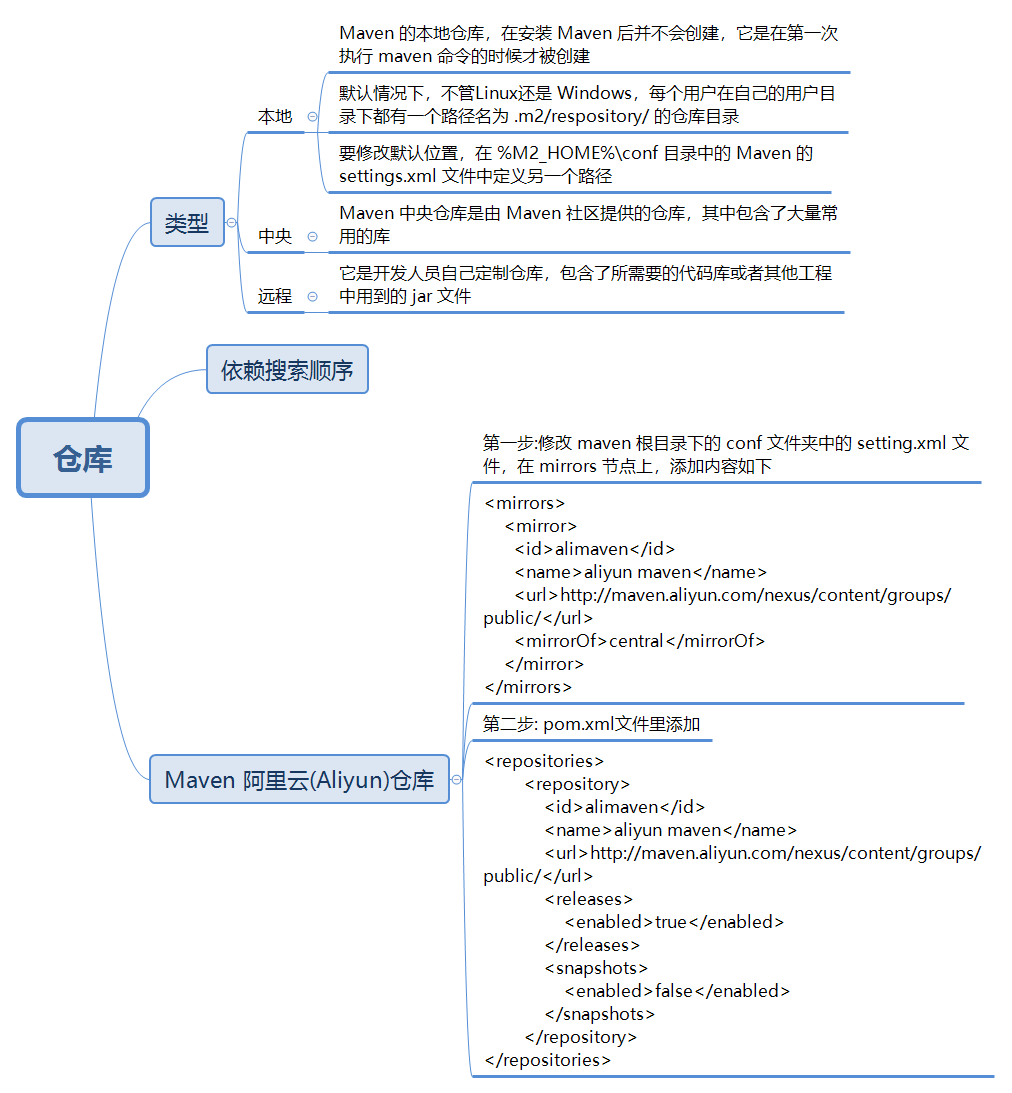 Maven 的本地仓库，在安装 Maven 后并不会创建，它是在第一次
执行 maven 命令的时候才被创建
默认情况下，不管Linux还是 Windows，每个用户在自己的用户目
录下都有一个路径名为 .m2/respository/ 的仓库目录
本地
要修改默认位置，在 %M2_HOME%\conf 目录中的 Maven 的
settings.xml 文件中定义另一个路径
类型
Maven 中央仓库是由 Maven 社区提供的仓库，其中包含了大量常
用的库
中央
它是开发人员自己定制仓库，包含了所需要的代码库或者其他工程
中用到的 jar 文件
远程
依赖搜索顺序
仓库
第一步:修改 maven 根目录下的 conf 文件夹中的 setting.xml 文
件，在 mirrors 节点上，添加内容如下
<mirrors>
<mirror>
<id>alimaven</id>
<name>aliyun maven</name>
<url>http://maven.aliyun.com/nexus/content/groups/
public/</url>
<mirrorOf>central</mirrorOf>
</mirror>
</mirrors>
第二步: pom.xml文件里添加
Maven 阿里云(Aliyun)仓库
<repositories>
<repository>
<id>alimaven</id>
<name>aliyun maven</name>
<url>http://maven.aliyun.com/nexus/content/groups/
public/</url>
<releases>
<enabled>true</enabled>
</releases>
<snapshots>
<enabled>false</enabled>
</snapshots>
</repository>
</repositories>